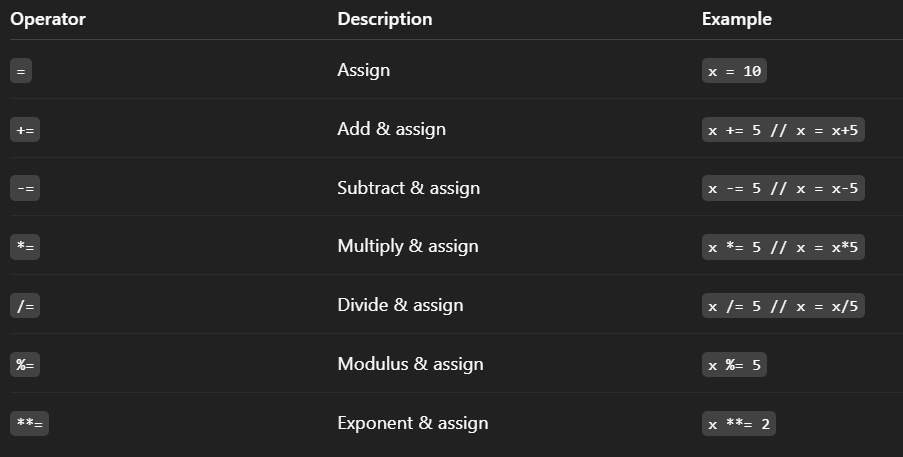 Operator Description Example
= Assign x = 10
+= Add & assign x += 5 // x = x+5
-= Subtract & assign x -= 5 // x = x-5
*= Multiply & assign x *= 5 // x = x*5
/= Divide & assign x /= 5 // x = x/5
%= Modulus & assign x %= 5
**= Exponent & assign x **= 2